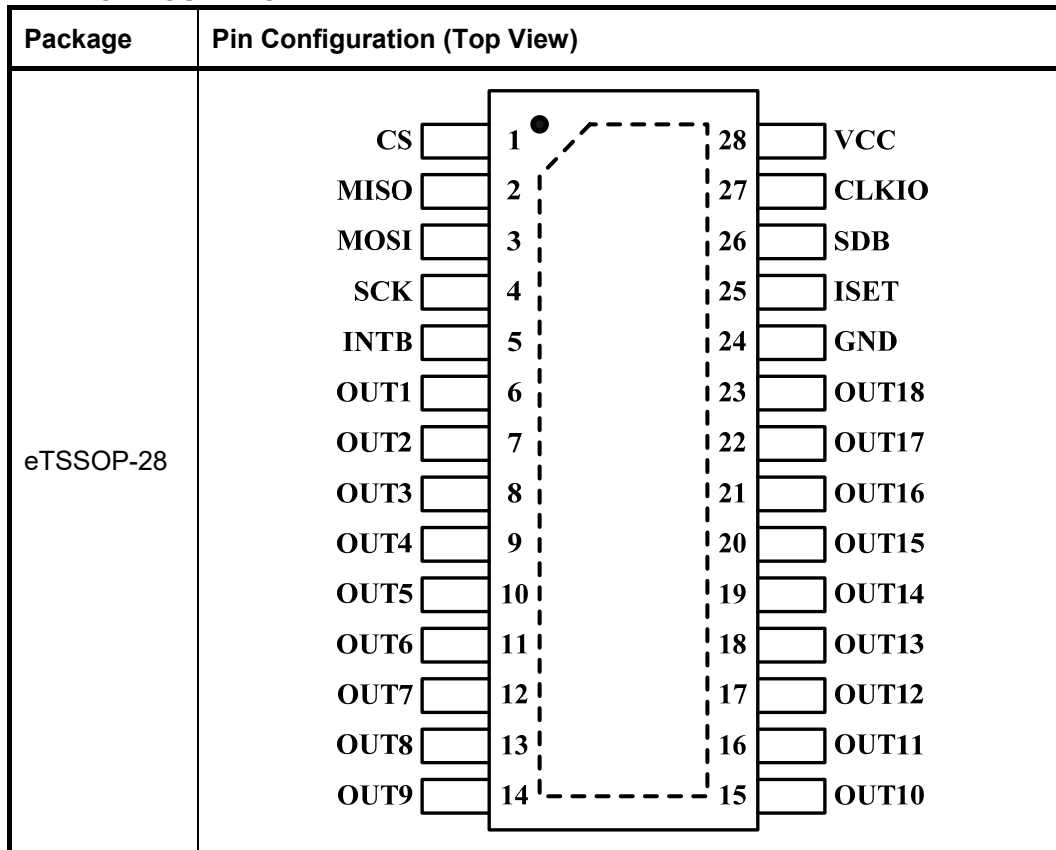 Package Pin Configuration (Top View)
eTSSOP-28
CS 1 28 VCC
MISO 2 27 CLKIO
MOSI 3 26 SDB
SCK 4 25 ISET
INTB 5 24 GND
OUT1 6 23 OUT18
OUT2 7 22 OUT17
OUT3 8 21 OUT16
OUT4 9 20 OUT15
OUT5 10 19 OUT14
OUT6 11 18 OUT13
OUT7 12 17 OUT12
OUT8 13 16 OUT11
OUT9 14 15 OUT10